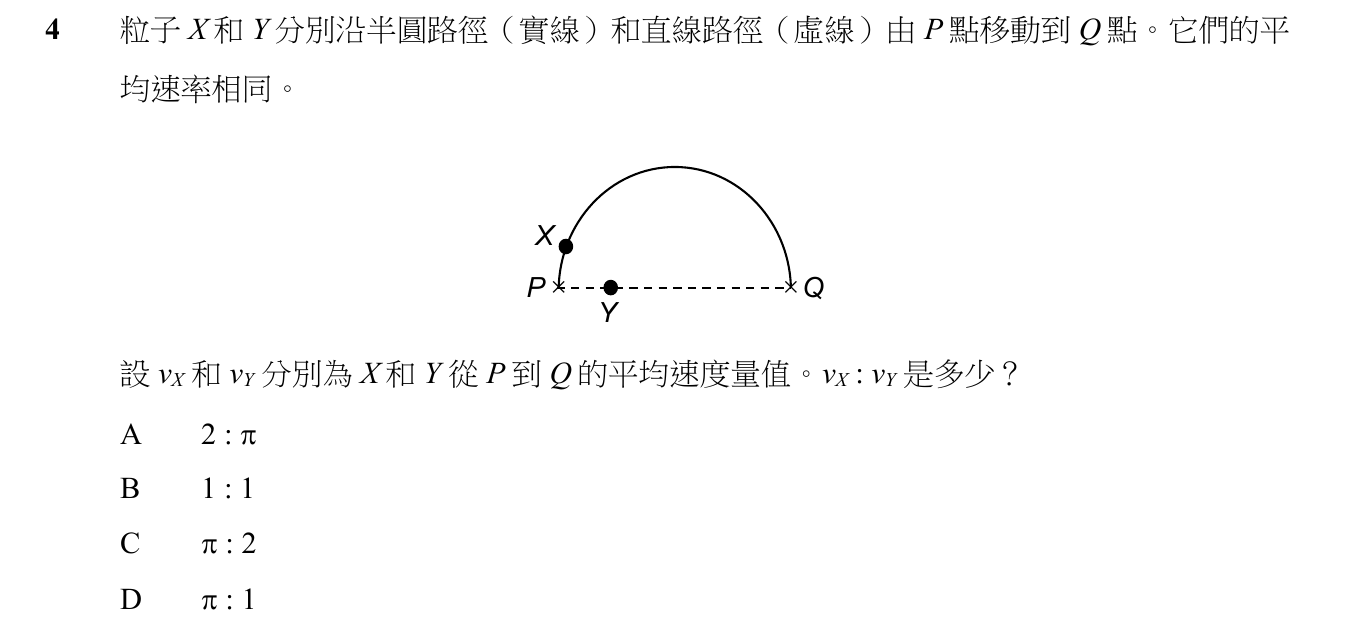 4 粒子 X 和 Y 分別沿半圓路徑（實線）和直線路徑（虛線）由 P 點移動到 Q 點。它們的平
均速率相同。
X
P Q
Y
設 vX 和 vY 分別為 X 和 Y 從 P 到 Q 的平均速度量值。vX : vY 是多少？
A 2 : π
B 1 : 1
C π : 2
D π : 1